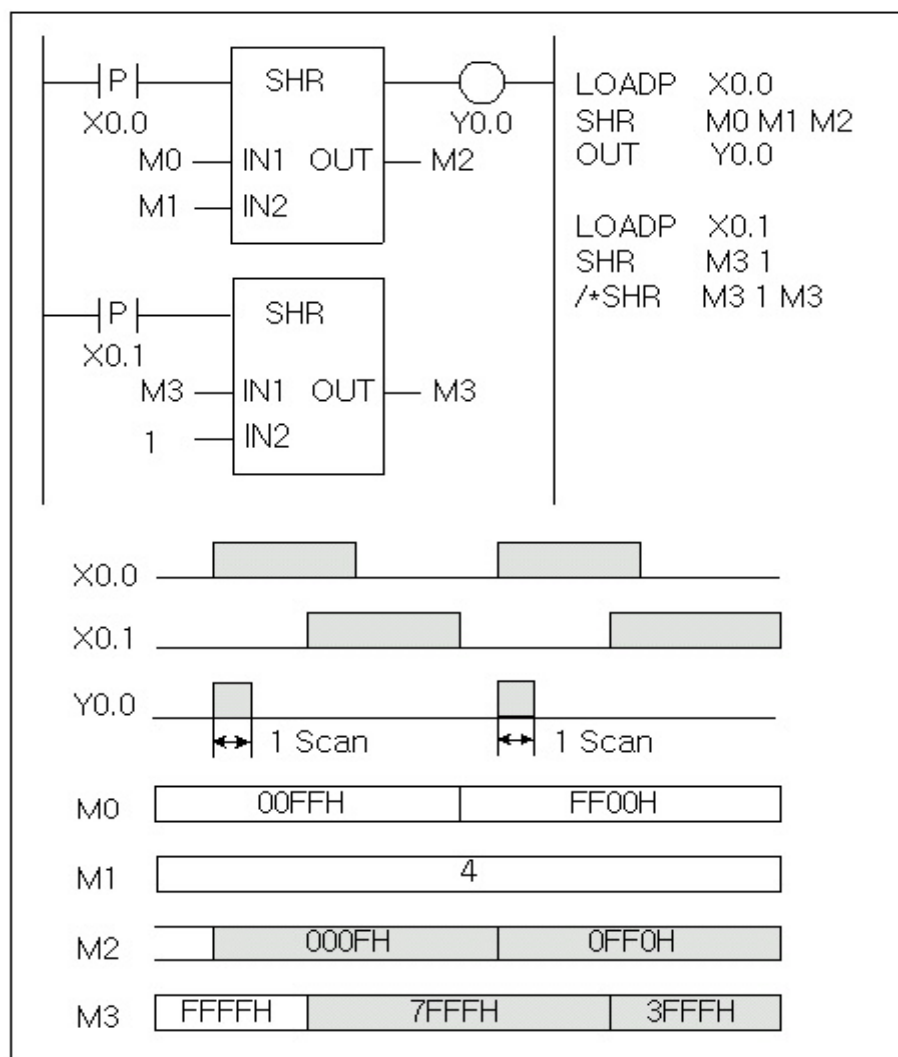 P
SHR
X0.0
Y0.0
M0 IN1 OUT M2
M1 IN2
P
SHR
X0.1
M3 IN1 OUT M3
1 IN2
LOADP X0.0
SHR M0 M1 M2
OUT Y0.0
LOADP X0.1
SHR M3 1
/*SHR M3 1 M3
X0.0
X0.1
Y0.0
1 Scan 1 Scan
M0 00FFH FF00H
M1 4
M2 000FH 0FF0H
M3 FFFFH 7FFFH 3FFFH